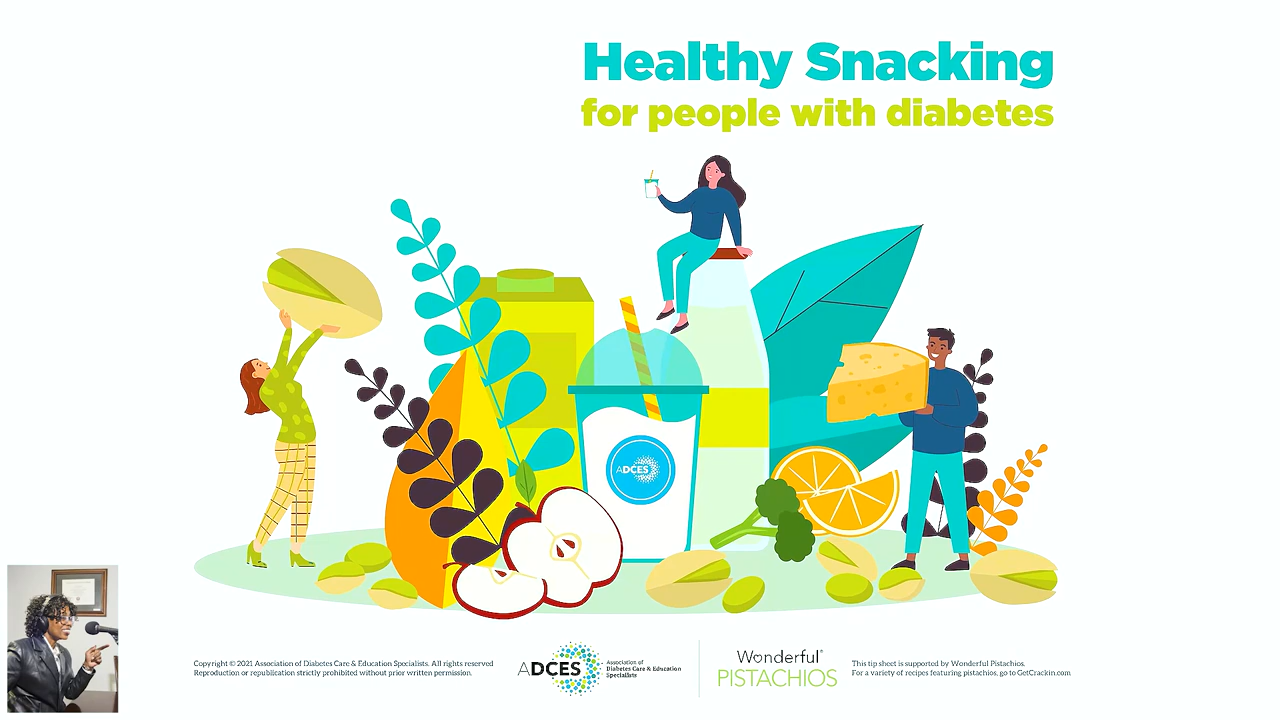 Healthy Snacking
for people with diabetes
ADCES
Copyright © 2021 Association of Diabetes Care & Education Specialists. All rights reserved
Reproduction or republication strictly prohibited without prior written permission.
ADCES
Association of
Diabetes Care & Education
Specialists
Wonderful®
PISTACHIOS
This tip sheet is supported by Wonderful Pistachios.
For a variety of recipes featuring pistachios, go to GetCrackin.com